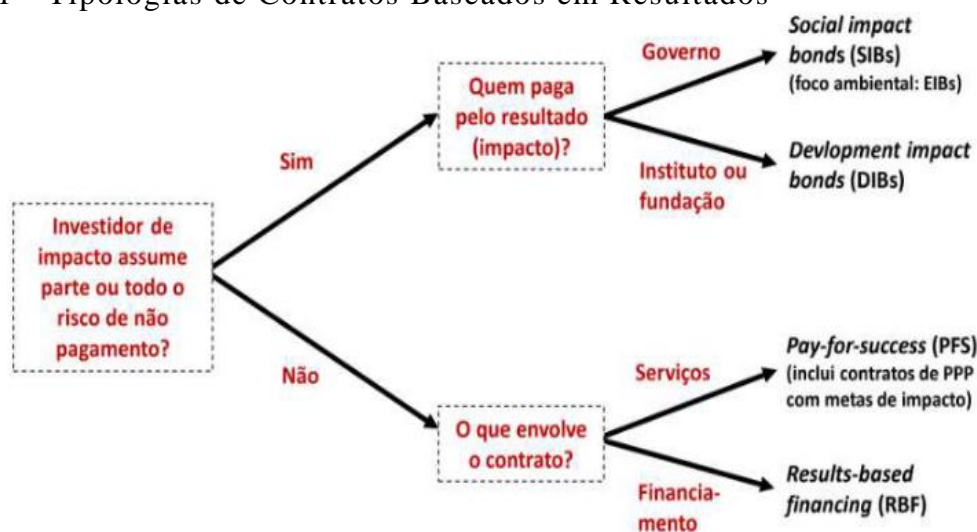 Tipologias de Contratos Baseados em Resultados
Social impact
bonds (SIBs)
(foco ambiental: EIBs)
Governo
Quem paga
pelo resultado
(impacto)?
Sim
Instituto ou
fundação
Devlopment impact
bonds (DIBs)
Investidor de
impacto assume
parte ou todo o
risco de não
pagamento?
Não
Serviços
Pay-for-success (PFS)
(inclui contratos de PPP
com metas de impacto)
O que envolve
o contrato?
Financia-
mento
Results-based
financing (RBF)